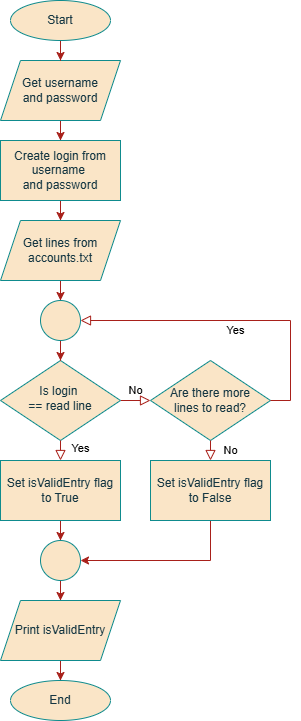 Start
Get username
and password
Create login from
username
and password
Get lines from
accounts.txt
Yes
Is login
== read line
No
Are there more
lines to read?
Yes
No
Set isValidEntry flag
to True
Set isValidEntry flag
to False
Print isValidEntry
End